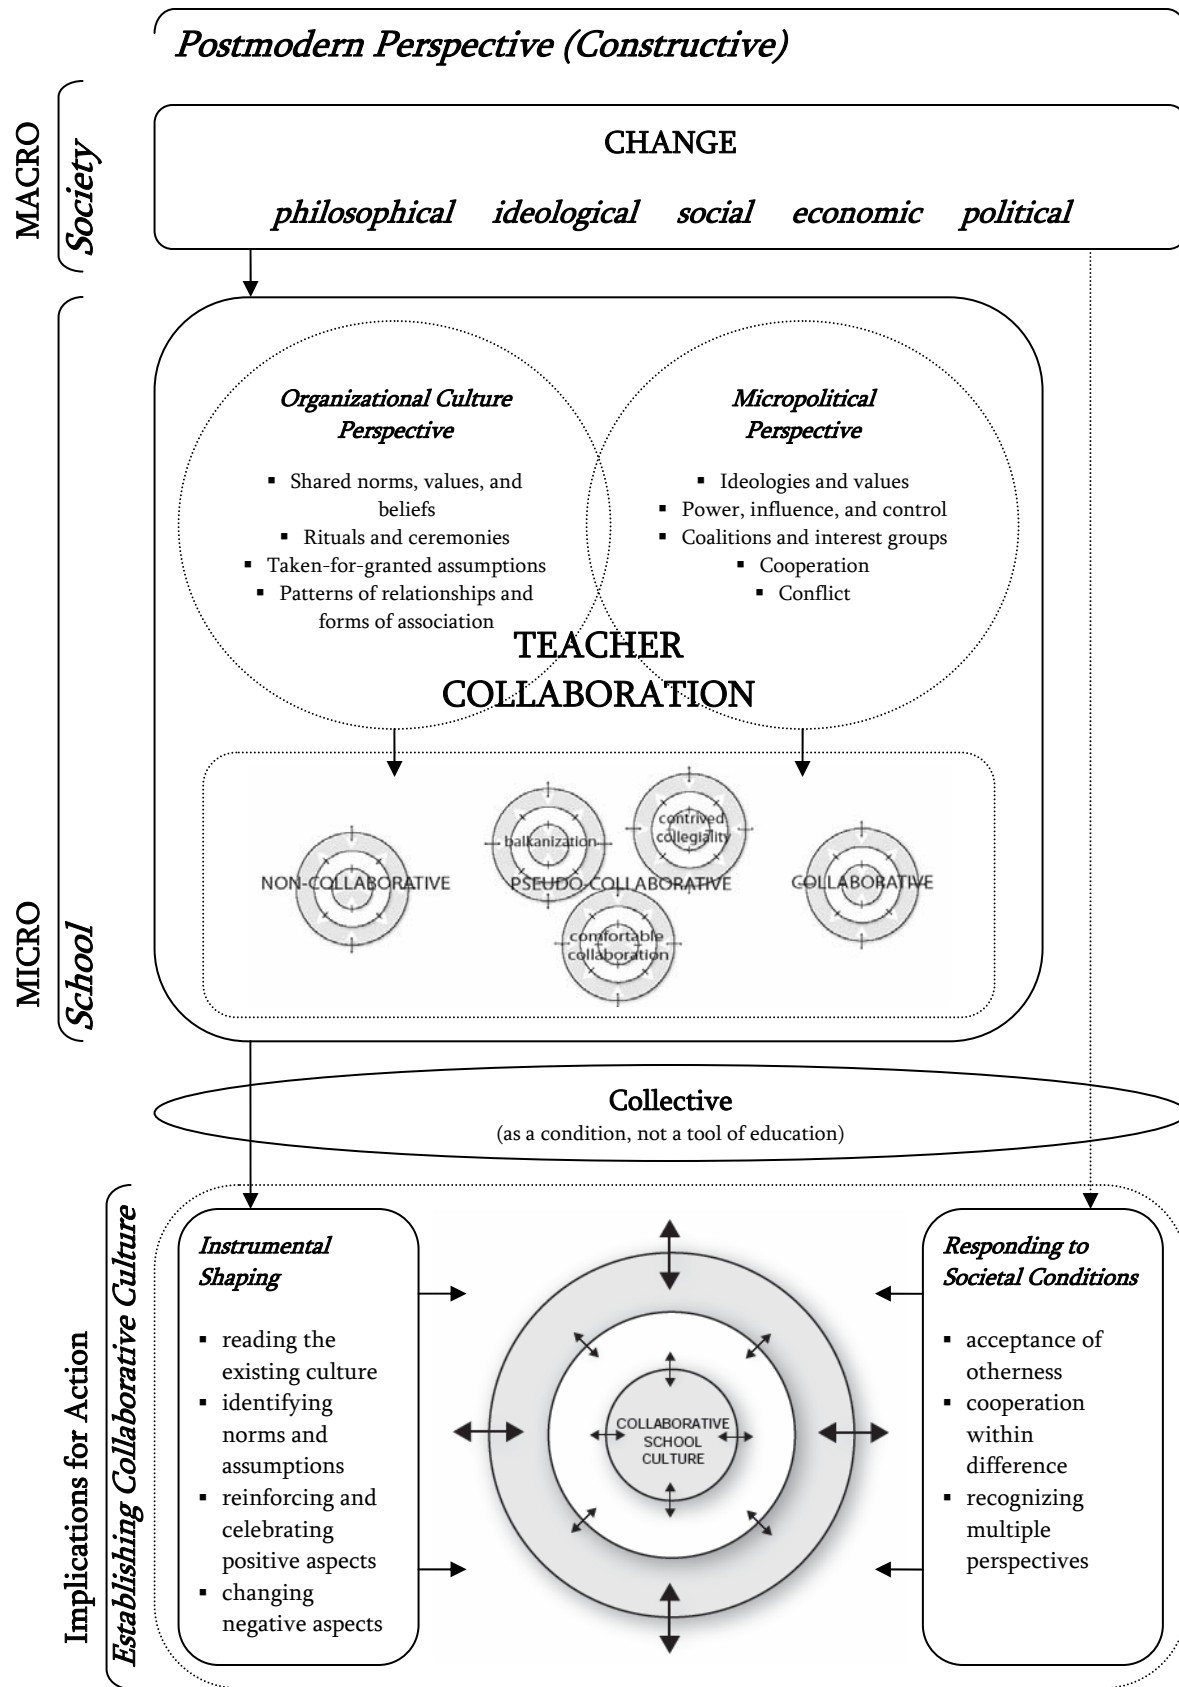 Postmodern Perspective (Constructive)
MACRO
Society
CHANGE
philosophical ideological social economic political
MICRO
School
Organizational Culture
Perspective
▪ Shared norms, values, and
beliefs
▪ Rituals and ceremonies
▪ Taken-for-granted assumptions
▪ Patterns of relationships and
forms of association
Micropolitical
Perspective
▪ Ideologies and values
▪ Power, influence, and control
▪ Coalitions and interest groups
▪ Cooperation
▪ Conflict
TEACHER
COLLABORATION
NON-COLLABORATIVE
balkanization
contrived
collegiality
PSEUDO-COLLABORATIVE
comfortable
collaboration
COLLABORATIVE
Collective
(as a condition, not a tool of education)
Implications for Action
Establishing Collaborative Culture
Instrumental
Shaping
▪ reading the
existing culture
▪ identifying
norms and
assumptions
▪ reinforcing and
celebrating
positive aspects
▪ changing
negative aspects
COLLABORATIVE
SCHOOL
CULTURE
Responding to
Societal Conditions
▪ acceptance of
otherness
▪ cooperation
within
difference
▪ recognizing
multiple
perspectives